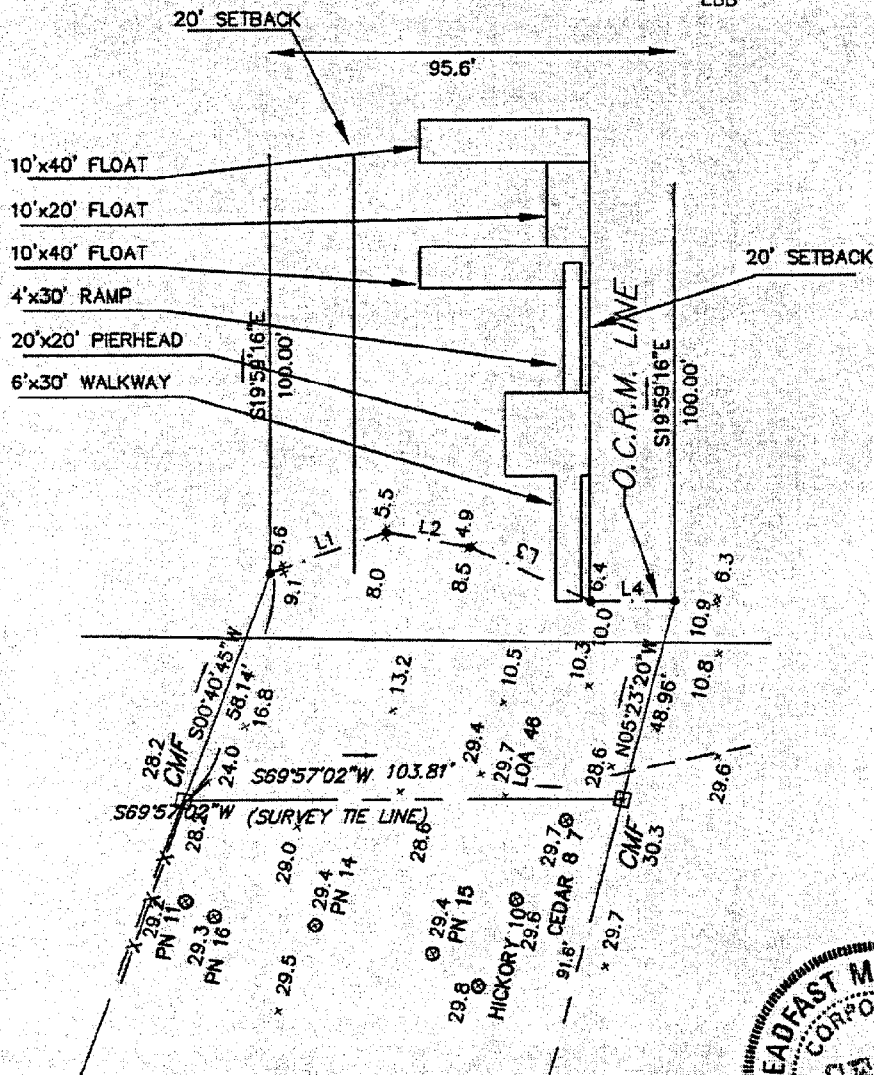 20' SETBACK
95.6'
10'x40' FLOAT
10'x20' FLOAT
10'x40' FLOAT
4'x30' RAMP
20'x20' PIERHEAD
6'x30' WALKWAY
20' SETBACK
S19°59'16"E
100.00'
O.C.R.M. LINE
S19°59'16"E
100.00'
6.6
L1
5.5
L2
4.9
L3
6.4
L4
6.3
9.1
8.0
8.5
10.0
10.9
S00°40'45"W
58.14'
16.8
13.2
10.5
10.3
10.8
N05°23'20"W
48.96'
28.2
CMF
24.0
29.4
29.7
LOA 46
28.6
29.6
S69°57'02"W 103.81'
S69°57'02"W
(SURVEY TIE LINE)
28.2
29.0
28.6
29.7
CEDAR 8 7
CMF
30.3
29.2
PN 11
29.3
PN 16
29.4
PN 14
29.4
PN 15
HICKORY 10
29.6
91.6'
29.7
29.5
29.8
EADFAST M
CORPO